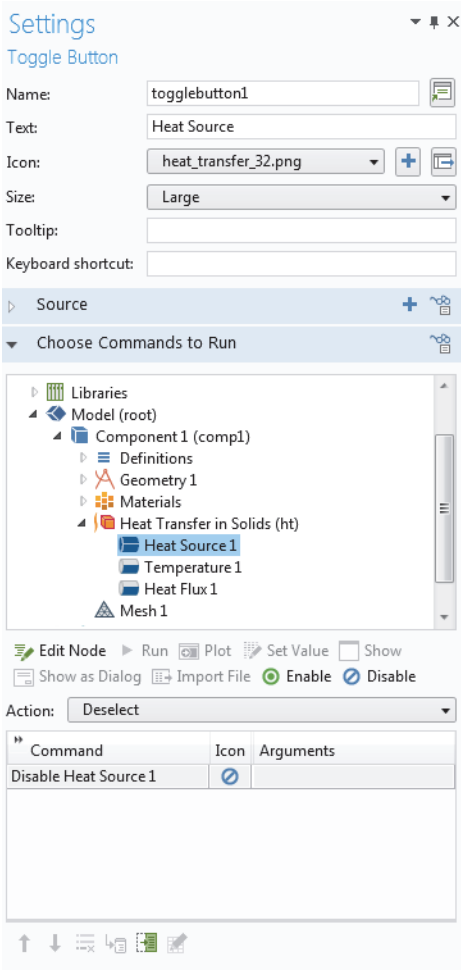 Settings
Toggle Button
Name: togglebutton1
Text: Heat Source
Icon: heat_transfer_32.png
Size: Large
Tooltip:
Keyboard shortcut:
Source
Choose Commands to Run
Libraries
Model (root)
Component 1 (comp1)
Definitions
Geometry 1
Materials
Heat Transfer in Solids (ht)
Heat Source 1
Temperature 1
Heat Flux 1
Mesh 1
Edit Node Run Plot Set Value Show
Show as Dialog Import File Enable Disable
Action: Deselect
Command Icon Arguments
Disable Heat Source 1